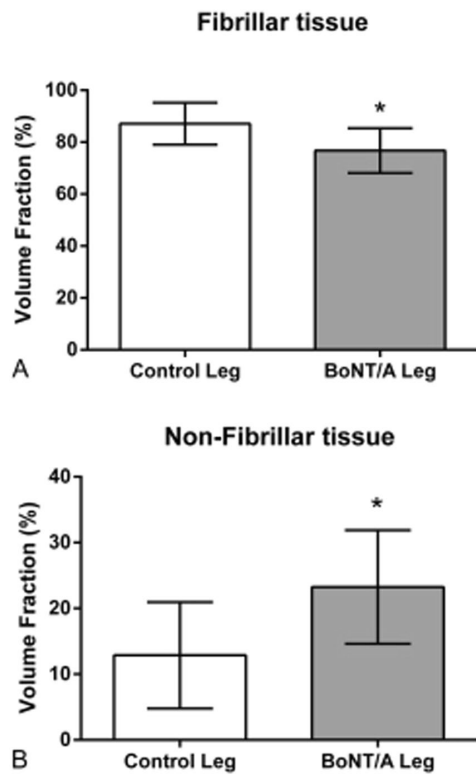 Fibrillar tissue
Volume Fraction (%)
100
80
60
40
20
0
*
A
Control Leg BoNT/A Leg
Non-Fibrillar tissue
Volume Fraction (%)
40
30
20
10
0
*
B
Control Leg BoNT/A Leg